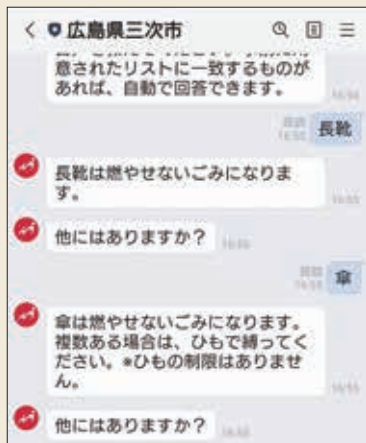 広島県三次市
意されたリストに一致するものが
あれば、自動で回答できます。
長靴
長靴は燃やせないごみになりま
す。
他にはありますか?
傘
傘は燃やせないごみになります。
複数ある場合は、ひもで縛ってく
ださい。※ひもの制限はありませ
ん。
他にはありますか?